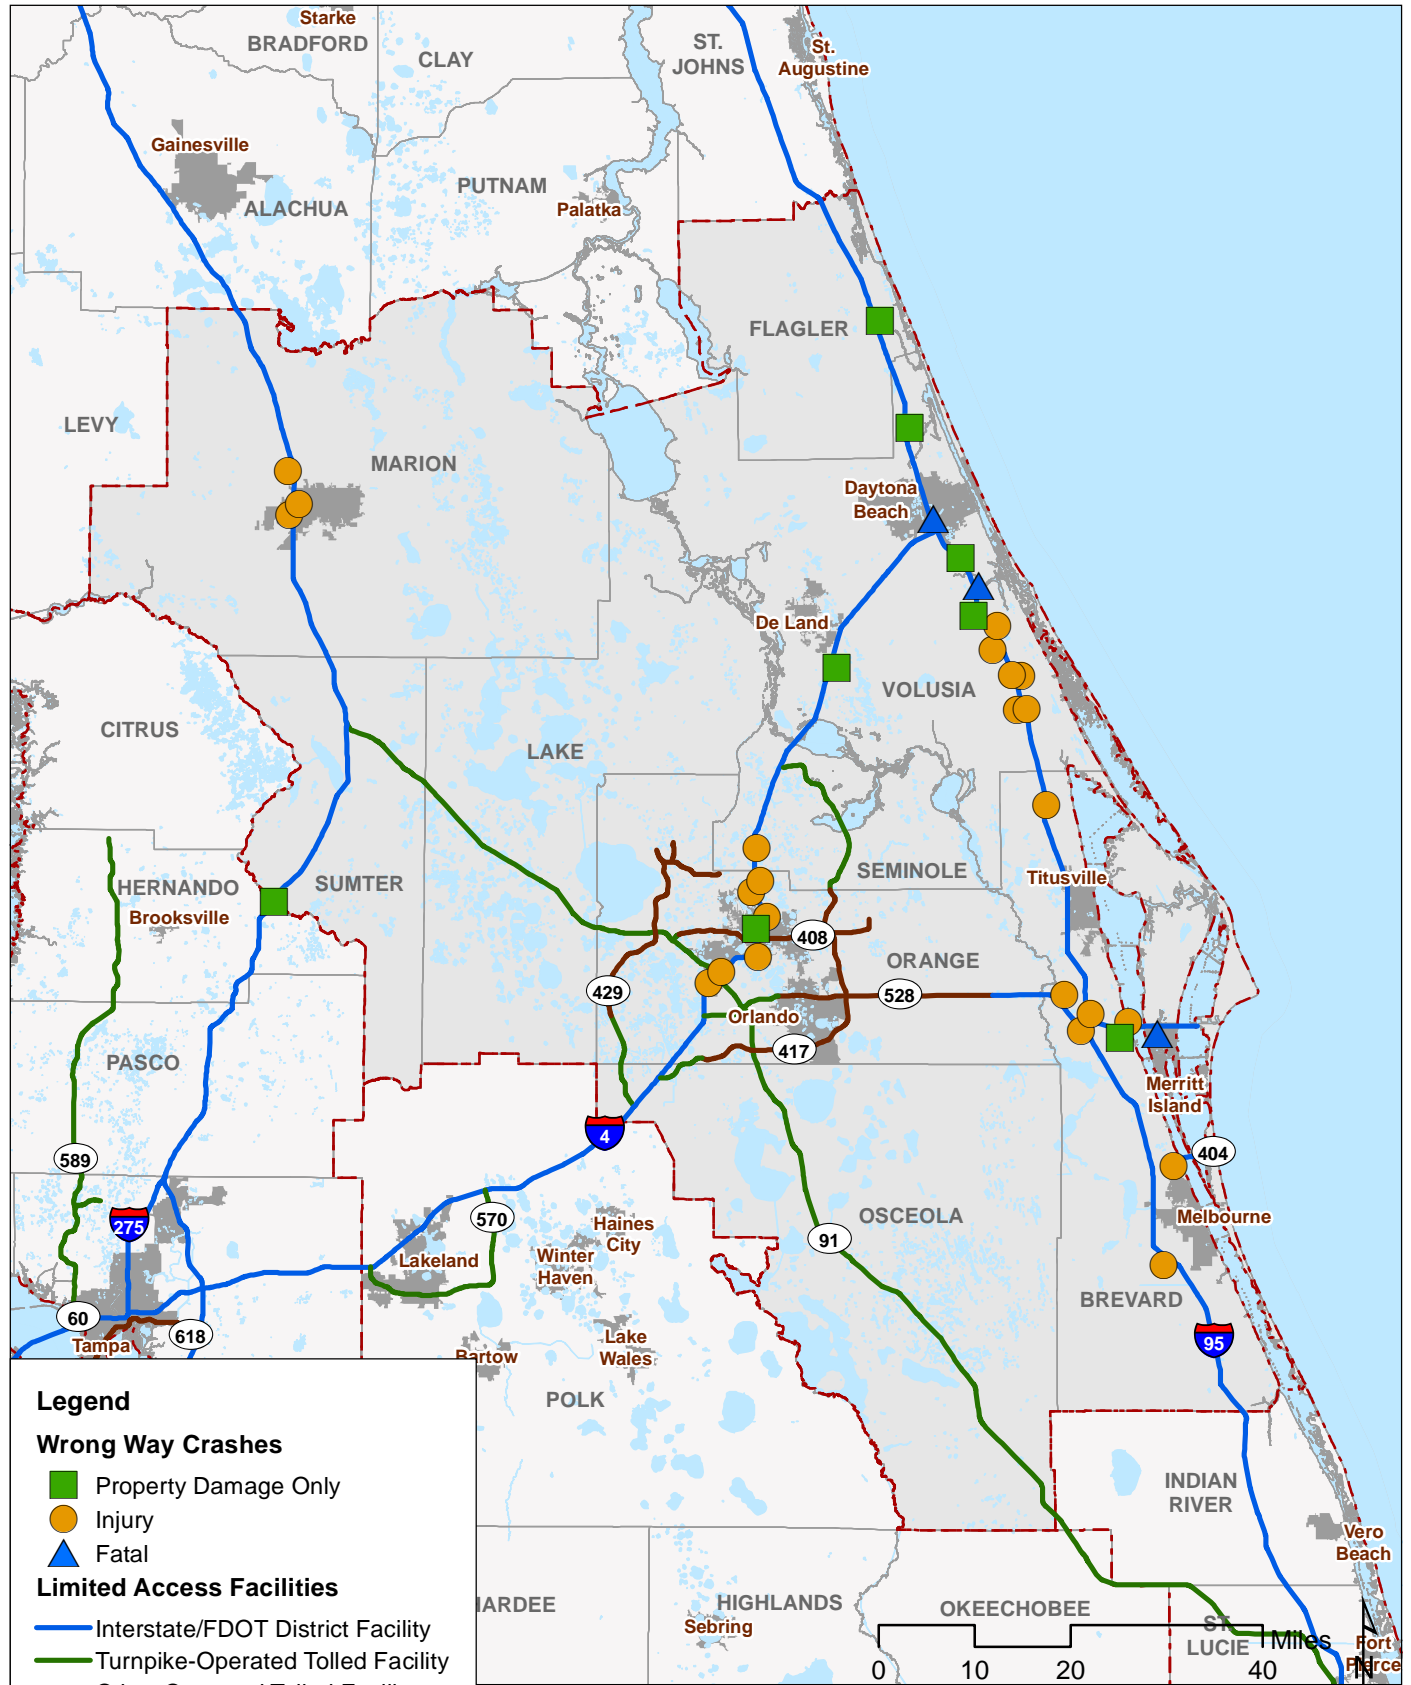 Starke
BRADFORD
CLAY
ST.
JOHNS
St.
Augustine
Gainesville
ALACHUA
PUTNAM
Palatka
FLAGLER
LEVY
MARION
Daytona
Beach
De Land
VOLUSIA
CITRUS
LAKE
HERNANDO
Brooksville
SUMTER
SEMINOLE
Titusville
408
ORANGE
429
528
Orlando
417
PASCO
Merritt
Island
4
404
589
275
570
Haines
City
Winter
Haven
Lakeland
91
OSCEOLA
Melbourne
BREVARD
60
618
Tampa
Lake
Wales
Bartow
95
POLK
INDIAN
RIVER
Vero
Beach
HIGHLANDS
Sebring
OKEECHOBEE
ST.
LUCIE
Fort
Pierce
Miles
0 10 20 40
N
Legend
Wrong Way Crashes
Property Damage Only
Injury
Fatal
Limited Access Facilities
Interstate/FDOT District Facility
Turnpike-Operated Tolled Facility